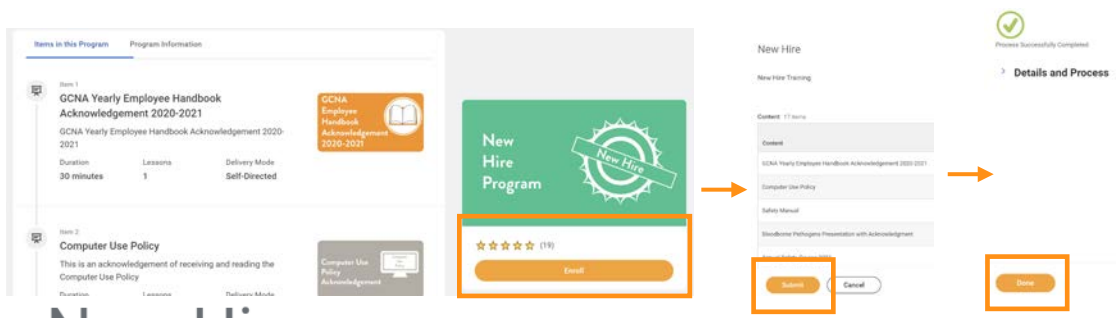 Items in this Program
Program Information
Item 1
GCNA Yearly Employee Handbook
Acknowledgement 2020-2021
GCNA Yearly Employee Handbook Acknowledgement 2020-
2021
Duration
Lessons
Delivery Mode
30 minutes
1
Self-Directed
GCNA
Employee
Handbook
Acknowledgement
2020-2021
Item 2
Computer Use Policy
This is an acknowledgement of receiving and reading the
Computer Use Policy
Duration
Lessons
Delivery Mode
Computer Use
Policy
Acknowledgement
New
Hire
Program
New Hire
(19)
Enroll
New Hire
New Hire Training
Content 17 items
Content
GCNA Yearly Employee Handbook Acknowledgement 2020-2021
Computer Use Policy
Safety Manual
Bloodborne Pathogens Presentation with Acknowledgment
Submit
Cancel
Process Successfully Completed
> Details and Process
Done